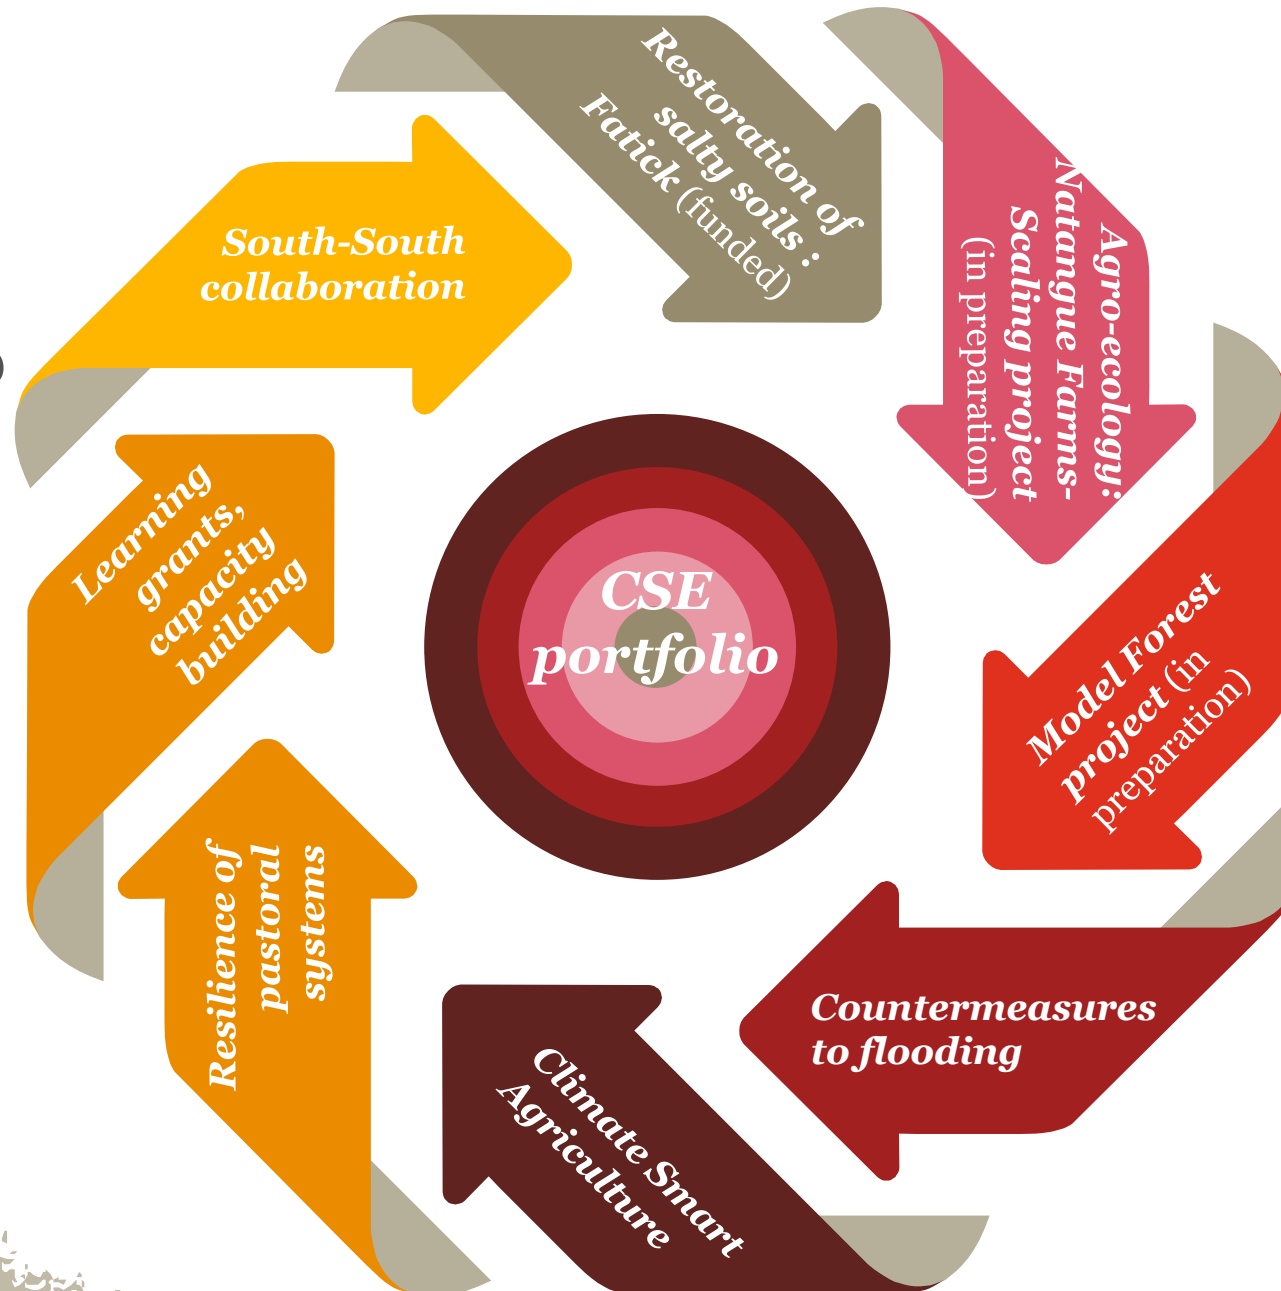 Restoration of
salty soils :
Fatick (funded)
Agro-ecology:
Natangue Farms-
Scaling project
(in preparation)
Model Forest
project (in
preparation)
Countermeasures
to flooding
Climate Smart
Agriculture
Resilience of
pastoral
systems
Learning
grants,
capacity
building
South-South
collaboration
CSE
portfolio